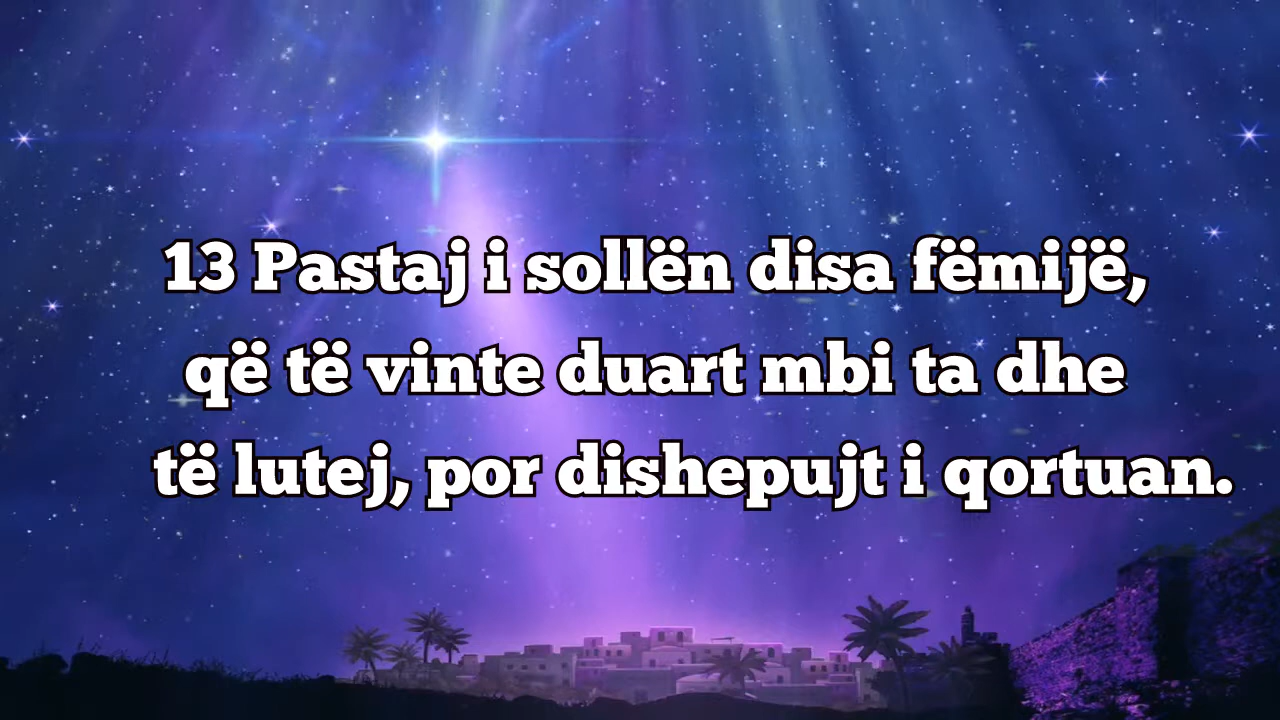 13 Pastaj i sollën disa fëmijë,
që të vinte duart mbi ta dhe
të lutej, por dishepujt i qortuan.